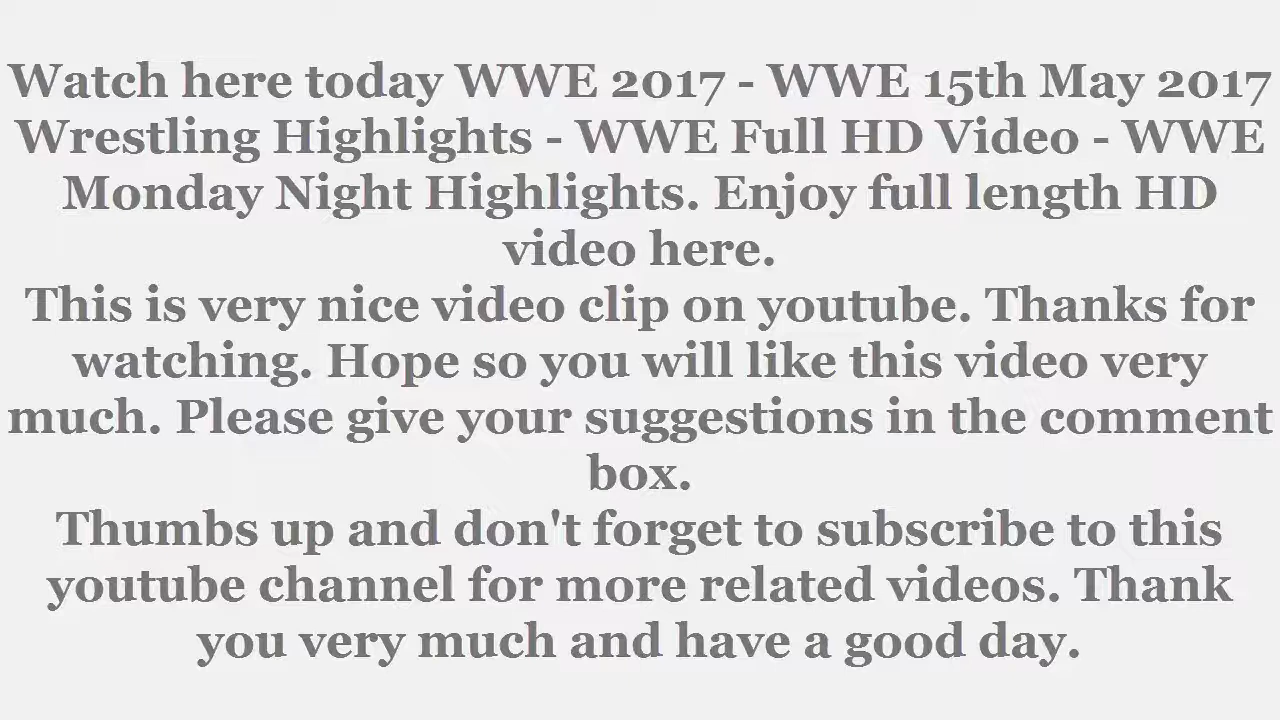 Watch here today WWE 2017 - WWE 15th May 2017
Wrestling Highlights - WWE Full HD Video - WWE
Monday Night Highlights. Enjoy full length HD
video here.
This is very nice video clip on youtube. Thanks for
watching. Hope so you will like this video very
much. Please give your suggestions in the comment
box.
Thumbs up and don't forget to subscribe to this
youtube channel for more related videos. Thank
you very much and have a good day.